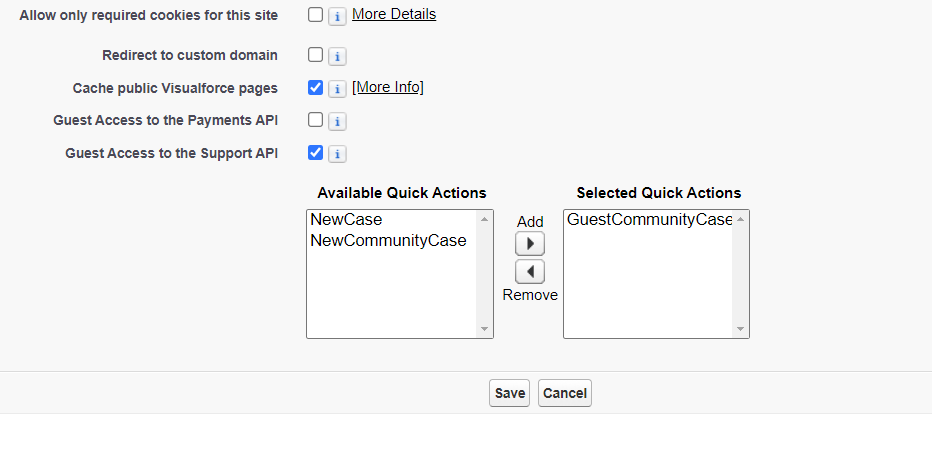 Allow only required cookies for this site i More Details
Redirect to custom domain i
Cache public Visualforce pages i [More Info]
Guest Access to the Payments API i
Guest Access to the Support API i
Available Quick Actions Selected Quick Actions
NewCase Add GuestCommunityCase
NewCommunityCase
Remove
Save Cancel